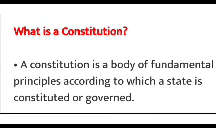 What is a Constitution?
• A constitution is a body of fundamental
principles according to which a state is
constituted or governed.